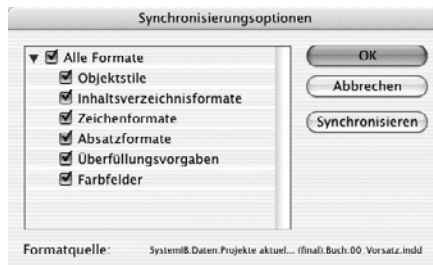 Synchronisierungsoptionen
Alle Formate
Objektstile
Inhaltsverzeichnisformate
Zeichenformate
Absatzformate
Überfüllungsvorgaben
Farbfelder
OK
Abbrechen
Synchronisieren
Formatquelle: SystemIB.Daten.Projekte aktuel... (final).Buch.00_Vorsatz.indd